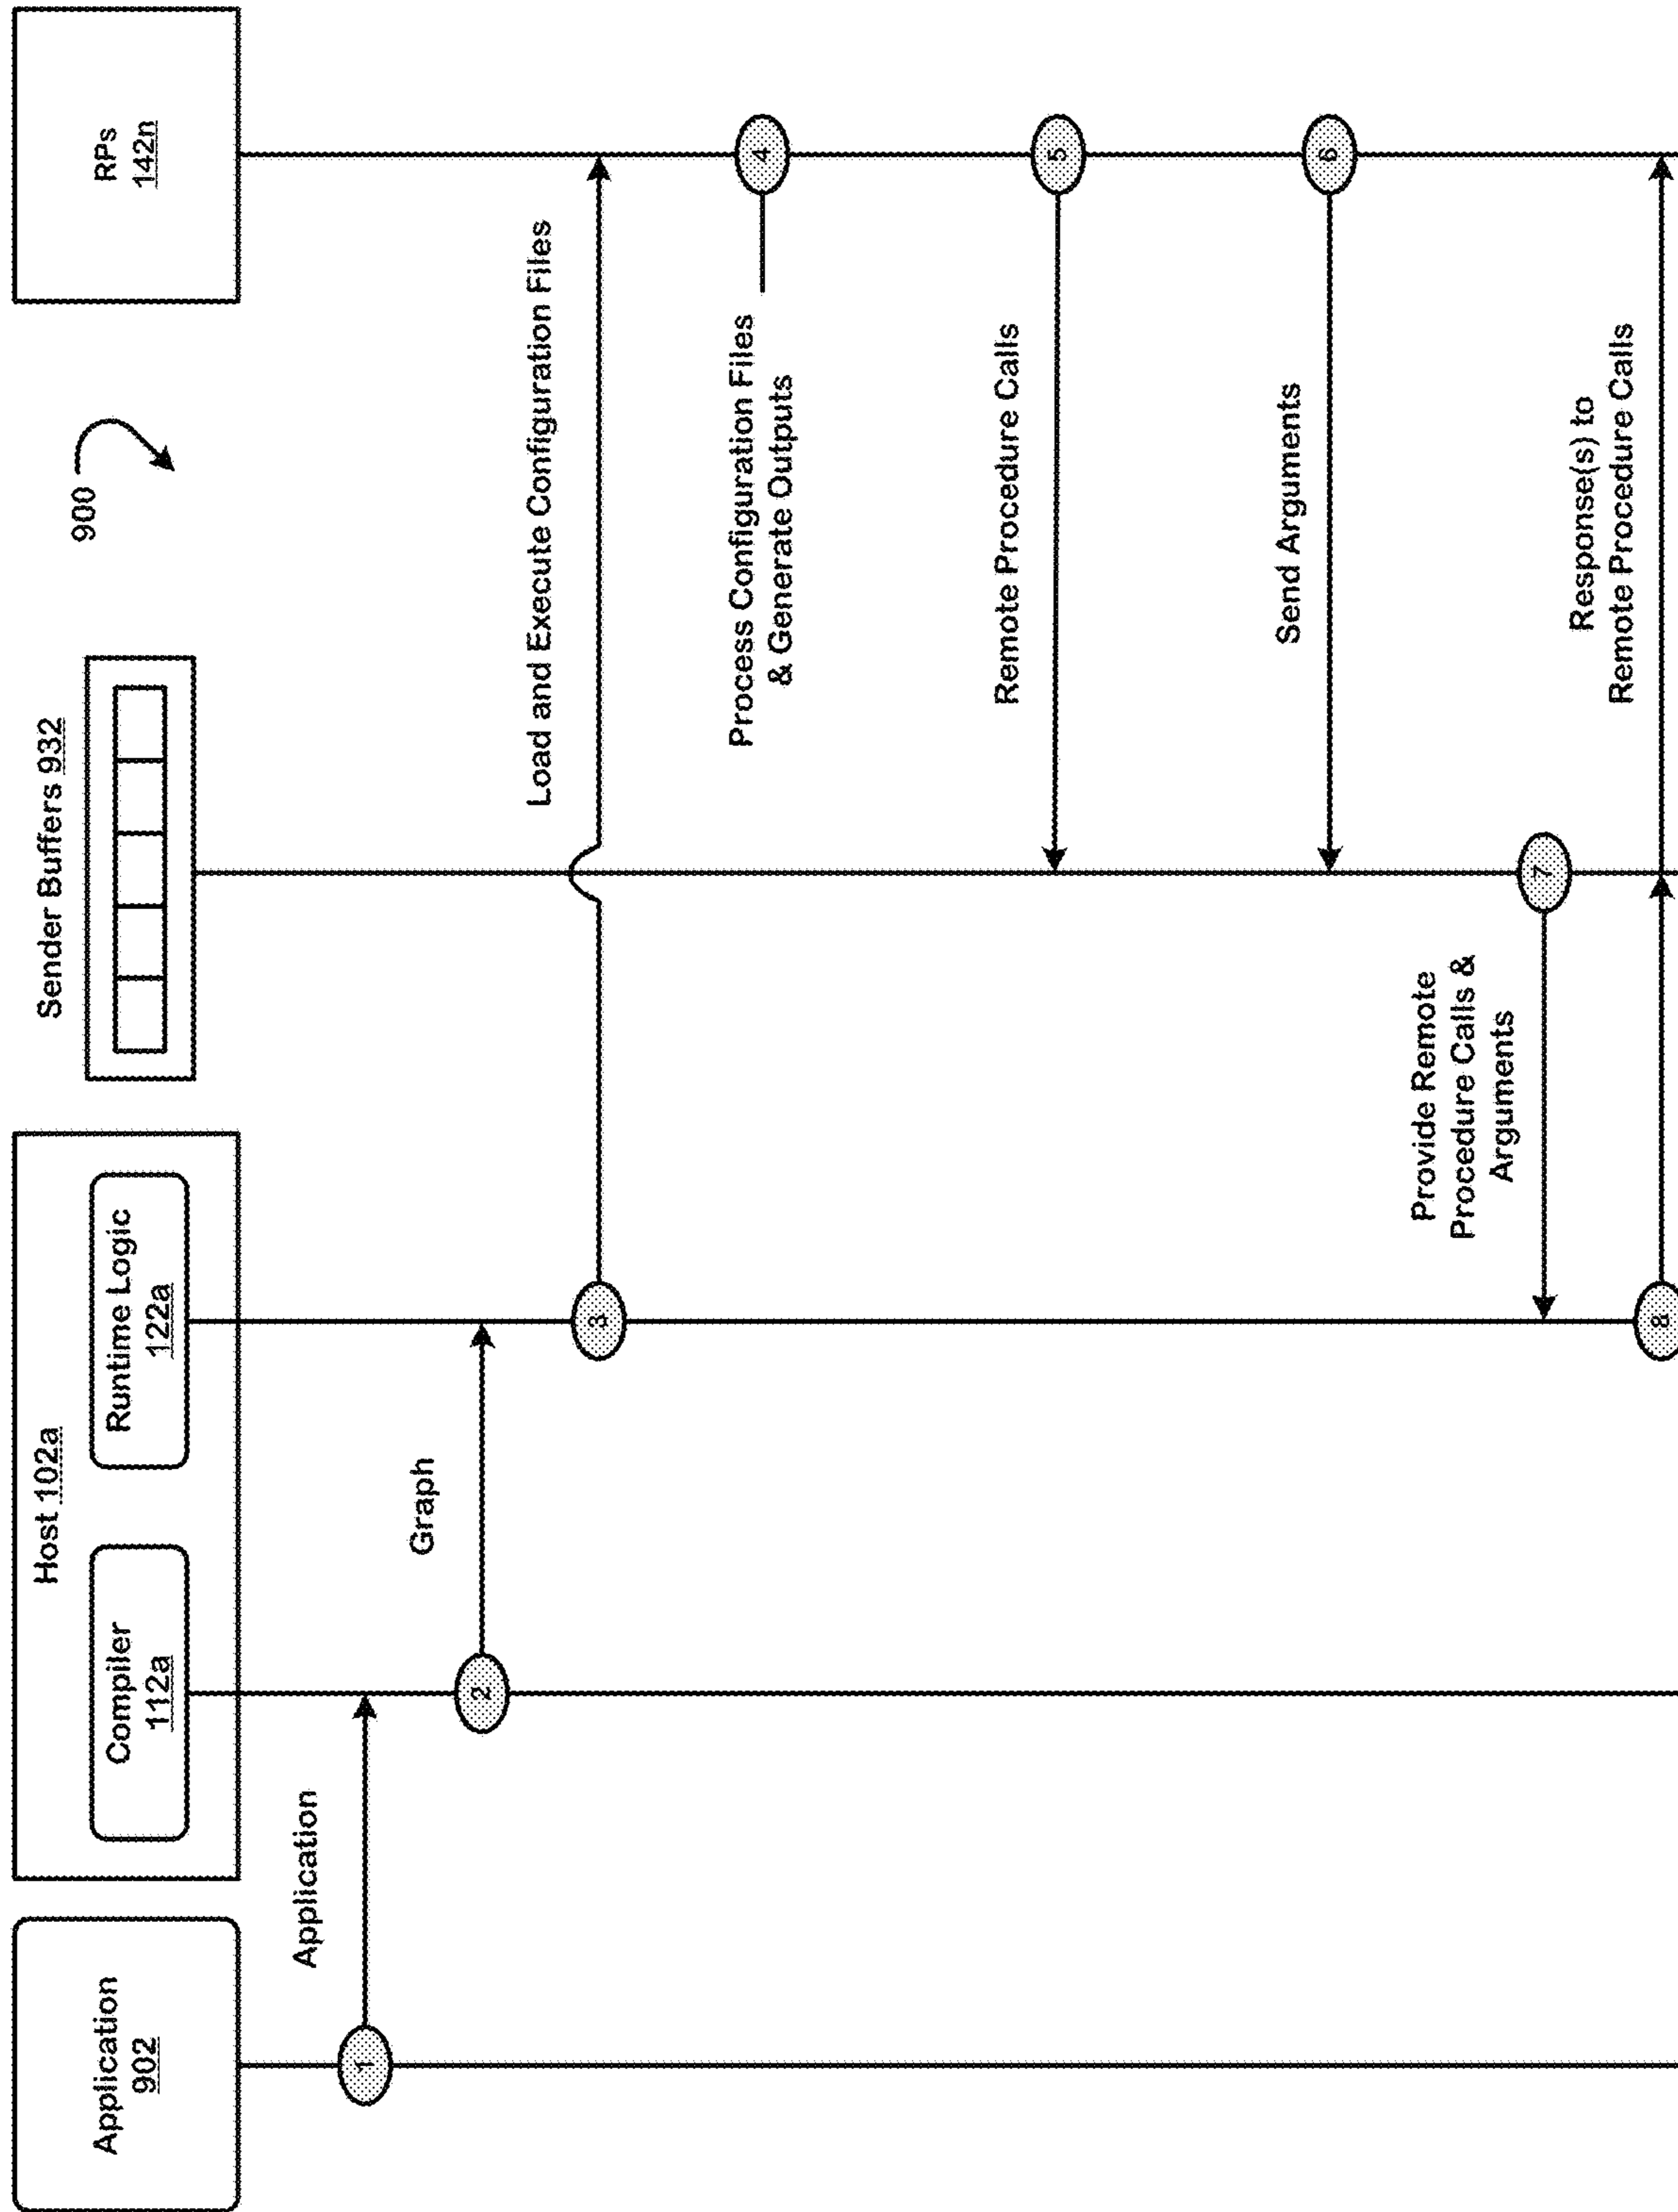 Application
902
Host 102a
Compiler
112a
Runtime Logic
122a
Sender Buffers 932
900
RPs
142n
Application
1
Graph
2
Load and Execute Configuration Files
3
4
Process Configuration Files
& Generate Outputs
Remote Procedure Calls
5
Send Arguments
6
Provide Remote
Procedure Calls &
Arguments
7
Response(s) to
Remote Procedure Calls
8